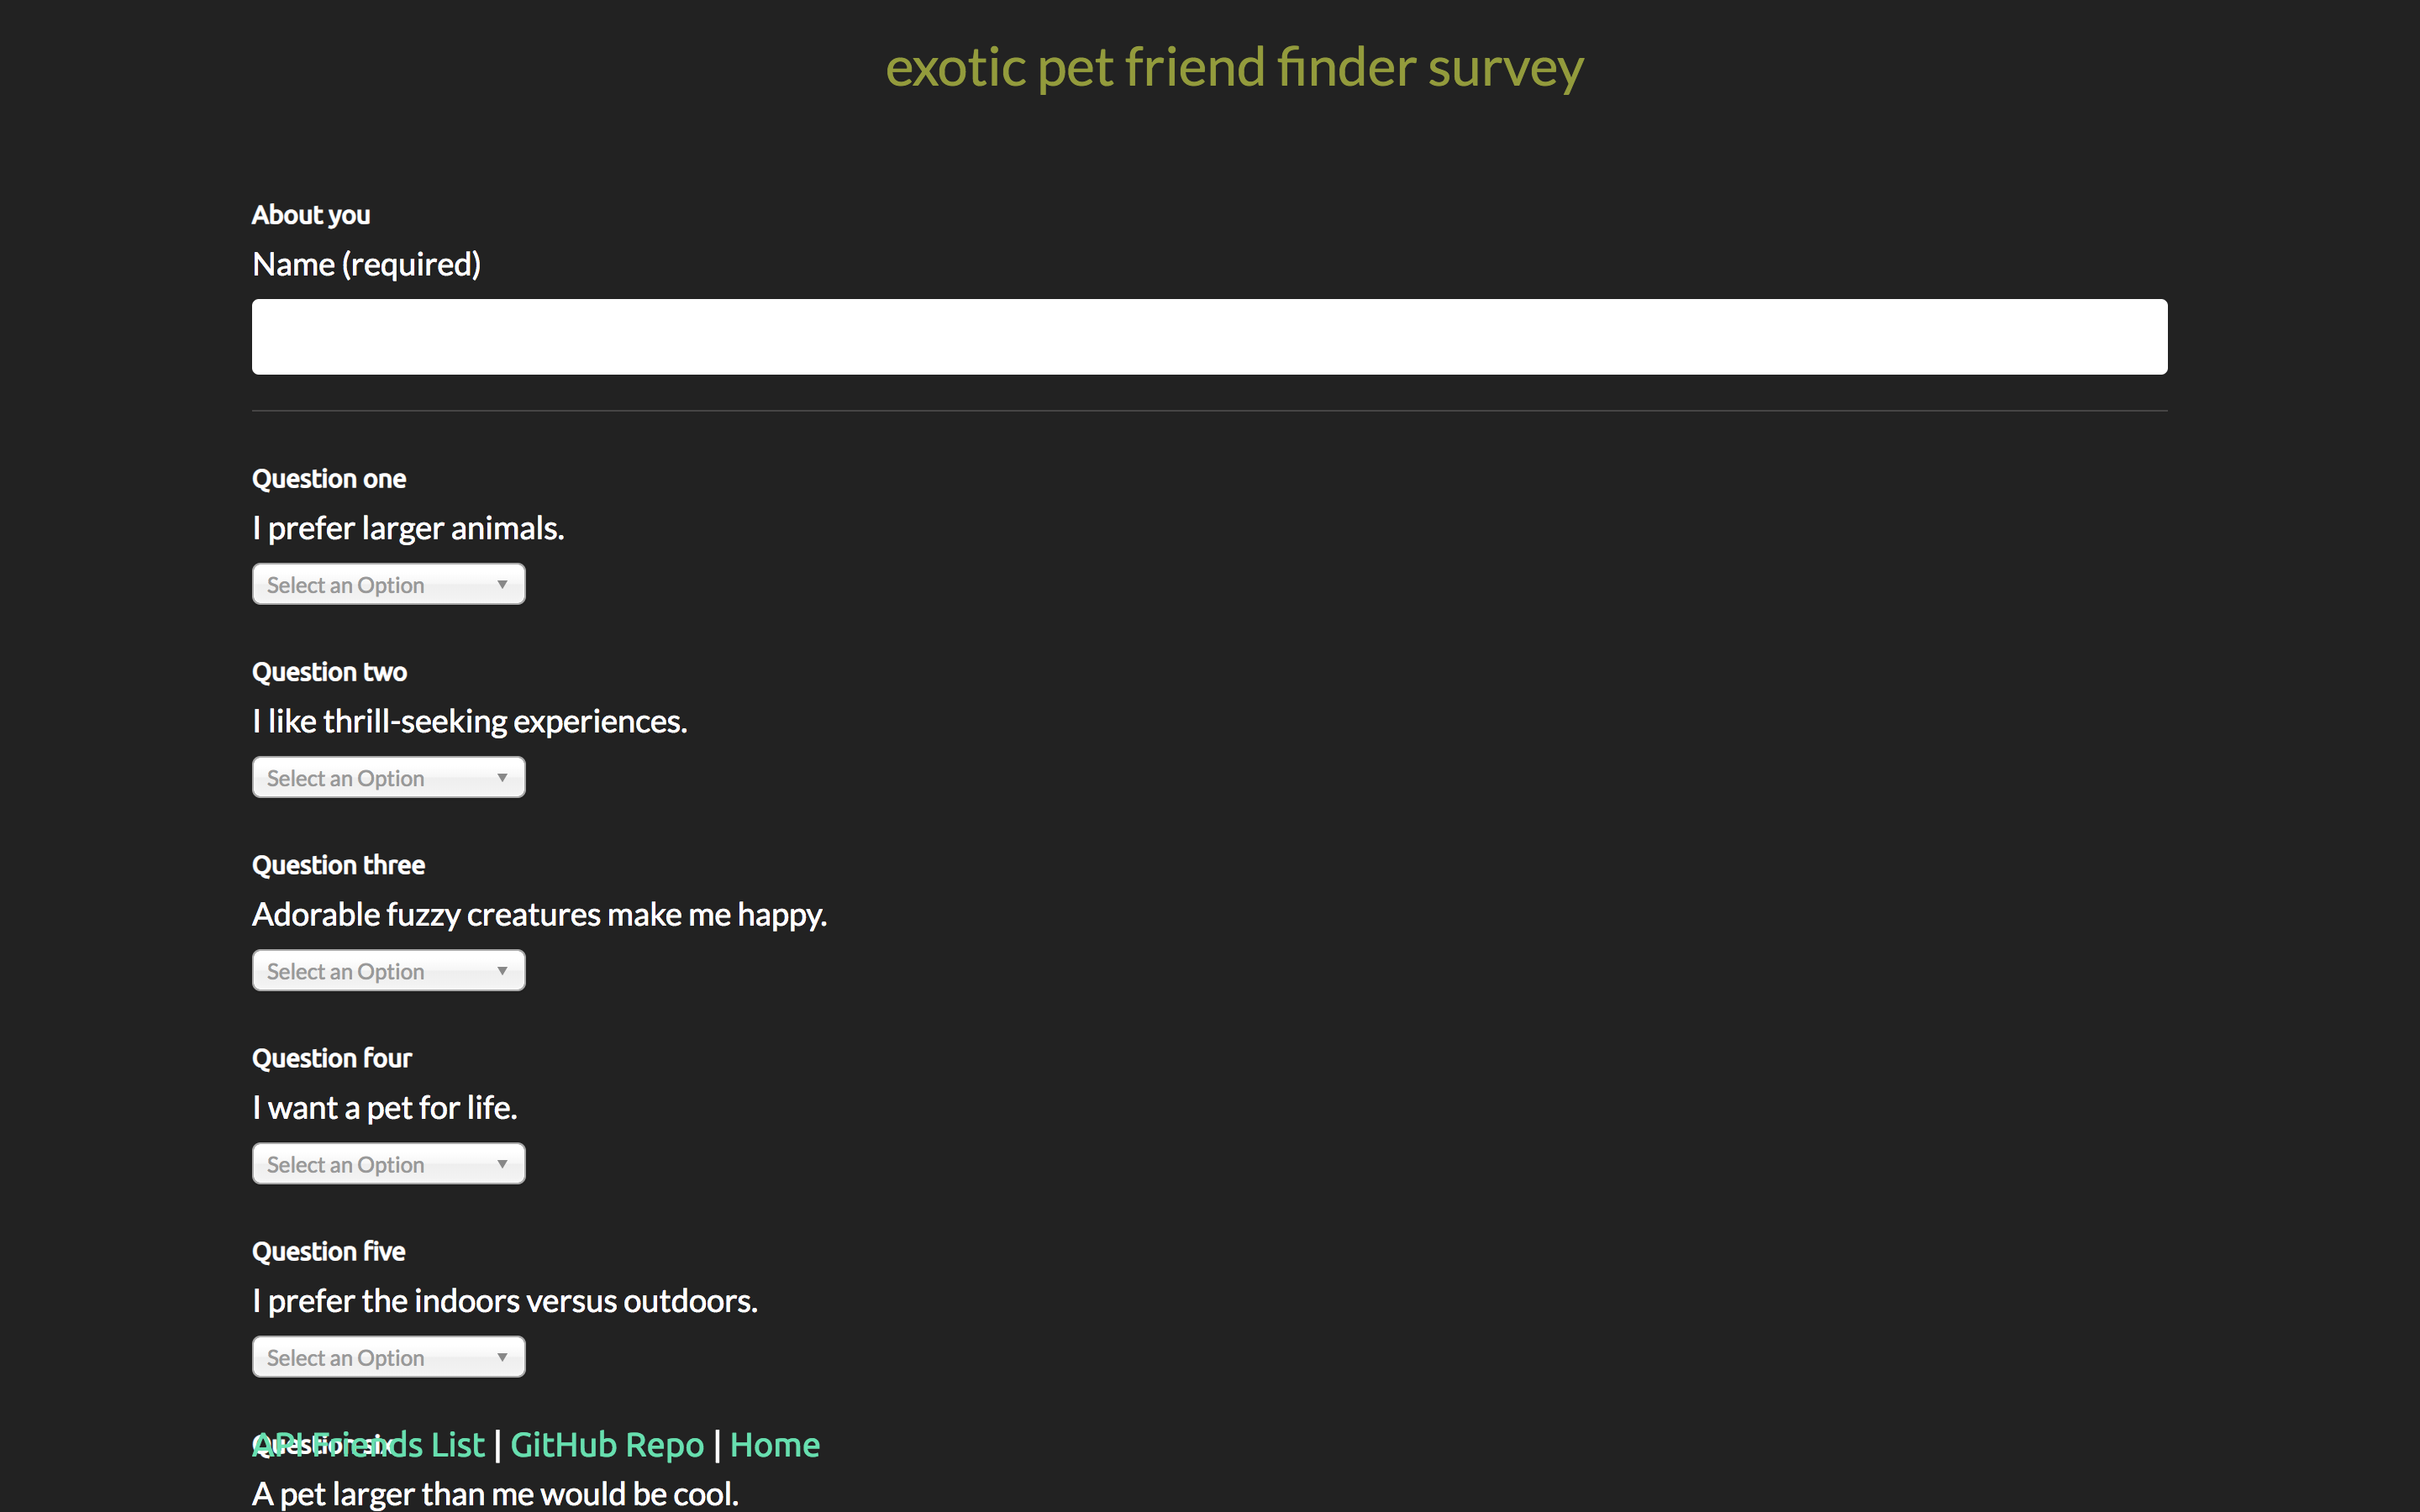 exotic pet friend finder survey
About you
Name (required)
Question one
I prefer larger animals.
Select an Option
Question two
I like thrill-seeking experiences.
Select an Option
Question three
Adorable fuzzy creatures make me happy.
Select an Option
Question four
I want a pet for life.
Select an Option
Question five
I prefer the indoors versus outdoors.
Select an Option
Question six
API Friends List | GitHub Repo | Home
A pet larger than me would be cool.